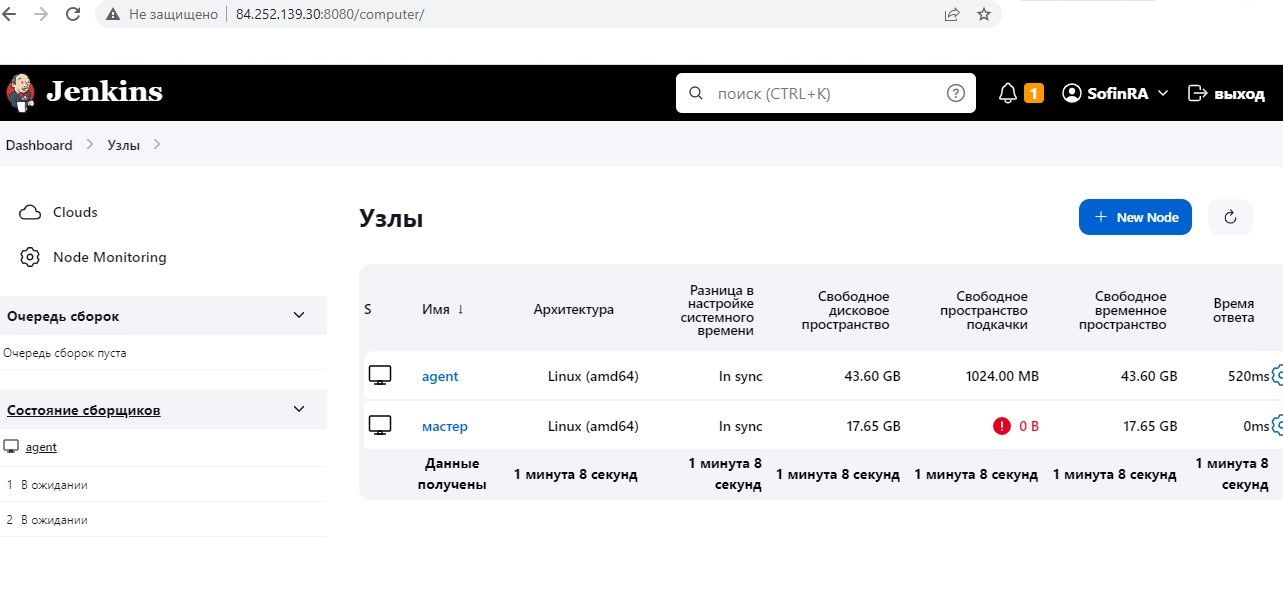 Не защищено 84.252.139.30:8080/computer/
Jenkins
поиск (CTRL+K)
1
SofinRA
выход
Dashboard
Узлы
Clouds
Node Monitoring
Очередь сборок
Очередь сборок пуста
Состояние сборщиков
agent
1 В ожидании
2 В ожидании
Узлы
+ New Node
S
Имя ↓
Архитектура
Разница в
настройке
системного
времени
Свободное
дисковое
пространство
Свободное
пространство
подкачки
Свободное
временное
пространство
Время
ответа
agent Linux (amd64) In sync 43.60 GB 1024.00 MB 43.60 GB 520ms
мастер Linux (amd64) In sync 17.65 GB 0 B 17.65 GB 0ms
Данные
получены
1 минута 8 секунд
1 минута 8
секунд
1 минута 8 секунд
1 минута 8 секунд
1 минута 8 секунд
1 минута 8
секунд